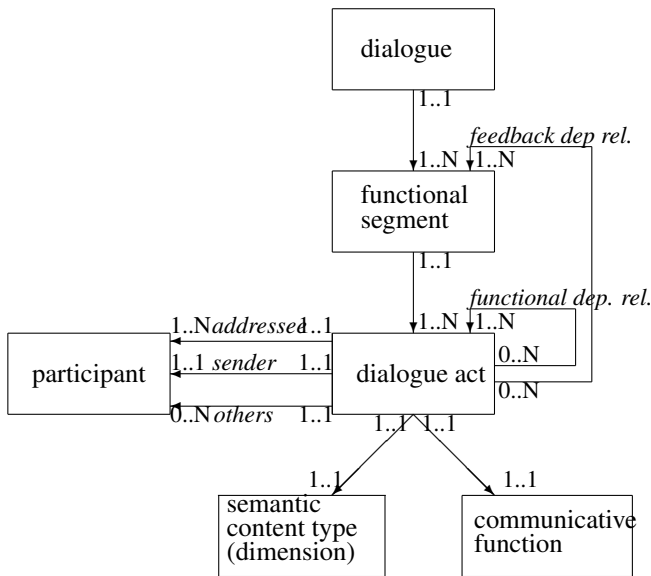 dialogue
1..1
feedback dep rel.
1..N 1..N
functional
segment
1..1
functional dep. rel.
1..N 1..N
1..N addressee 1..1
0..N
1..1 sender 1..1
participant
dialogue act
0..N
0..N others 1..1
1..1 1..1
1..1 1..1
semantic
content type
(dimension)
communicative
function